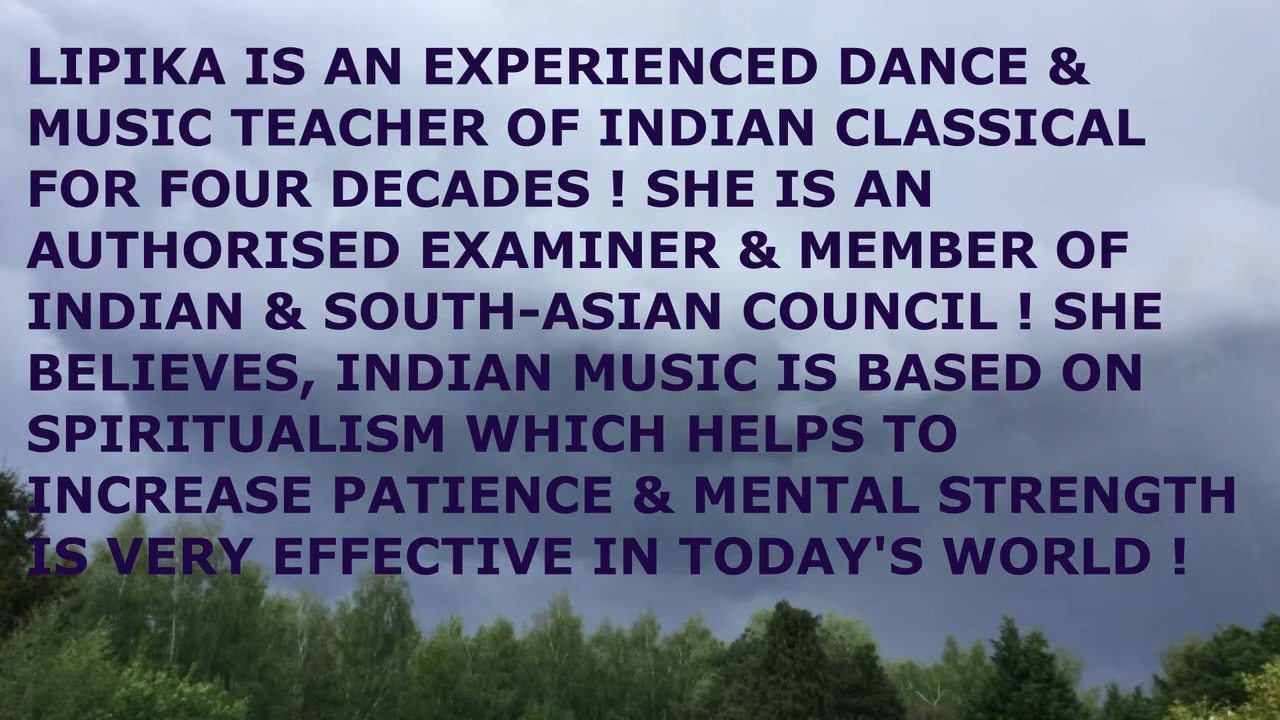 LIPIKA IS AN EXPERIENCED DANCE &
MUSIC TEACHER OF INDIAN CLASSICAL
FOR FOUR DECADES ! SHE IS AN
AUTHORISED EXAMINER & MEMBER OF
INDIAN & SOUTH-ASIAN COUNCIL ! SHE
BELIEVES, INDIAN MUSIC IS BASED ON
SPIRITUALISM WHICH HELPS TO
INCREASE PATIENCE & MENTAL STRENGTH
IS VERY EFFECTIVE IN TODAY'S WORLD !